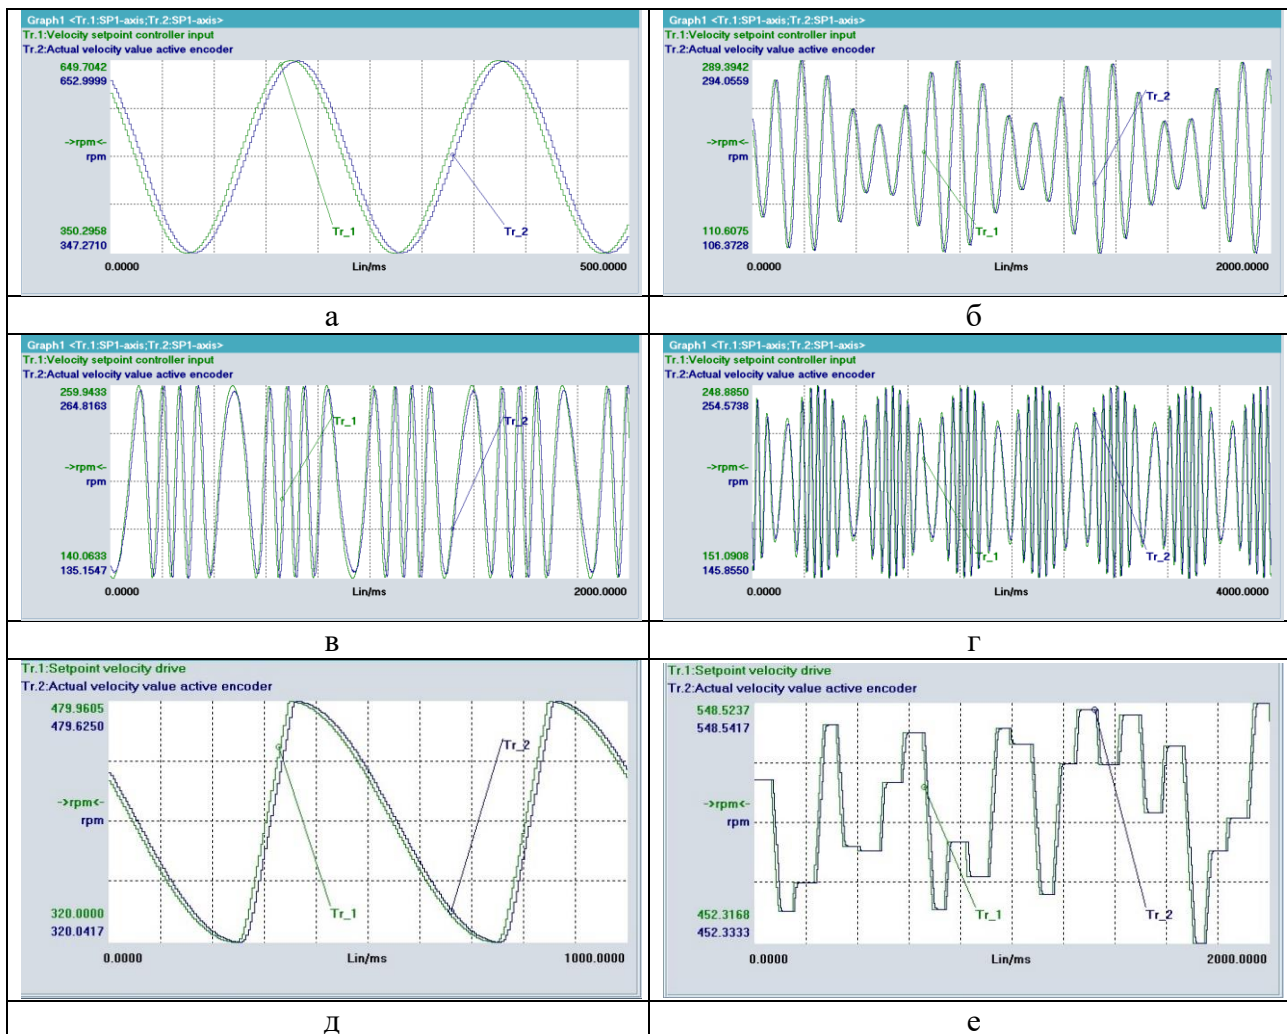 Graph1 <Tr.1:SP1-axis;Tr.2:SP1-axis>
Tr.1:Velocity setpoint controller input
Tr.2:Actual velocity value active encoder
649.7042
652.9999
->rpm<-
rpm
350.2958
347.2710
Tr_1
Tr_2
0.0000 Lin/ms 500.0000
а
Graph1 <Tr.1:SP1-axis;Tr.2:SP1-axis>
Tr.1:Velocity setpoint controller input
Tr.2:Actual velocity value active encoder
289.3942
294.0559
Tr_2
->rpm<-
rpm
110.6075
106.3728
Tr_1
0.0000 Lin/ms 2000.0000
б
Graph1 <Tr.1:SP1-axis;Tr.2:SP1-axis>
Tr.1:Velocity setpoint controller input
Tr.2:Actual velocity value active encoder
259.9433
264.8163
Tr_1
Tr_2
->rpm<-
rpm
140.0633
135.1547
0.0000 Lin/ms 2000.0000
в
Graph1 <Tr.1:SP1-axis;Tr.2:SP1-axis>
Tr.1:Velocity setpoint controller input
Tr.2:Actual velocity value active encoder
248.8850
254.5738
->rpm<-
rpm
151.0908
145.8550
Tr_1
Tr_2
0.0000 Lin/ms 4000.0000
г
Tr.1:Setpoint velocity drive
Tr.2:Actual velocity value active encoder
479.9605
479.6250
Tr_2
->rpm<-
rpm
320.0000
320.0417
Tr_1
0.0000 Lin/ms 1000.0000
д
Tr.1:Setpoint velocity drive
Tr.2:Actual velocity value active encoder
548.5237
548.5417
->rpm<-
rpm
452.3168
452.3333
Tr_1
Tr_2
0.0000 Lin/ms 2000.0000
е